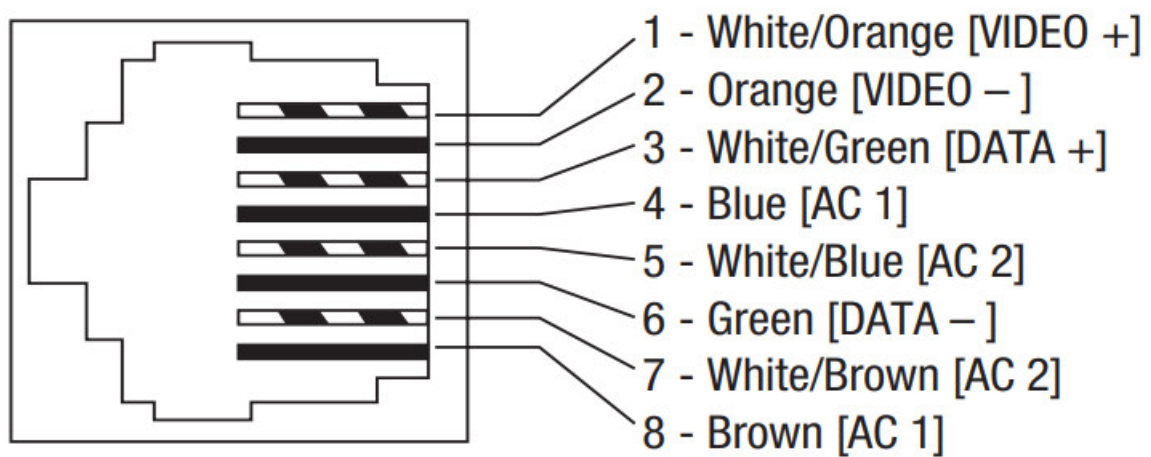 1 - White/Orange [VIDEO +]
2 - Orange [VIDEO – ]
3 - White/Green [DATA +]
4 - Blue [AC 1]
5 - White/Blue [AC 2]
6 - Green [DATA – ]
7 - White/Brown [AC 2]
8 - Brown [AC 1]